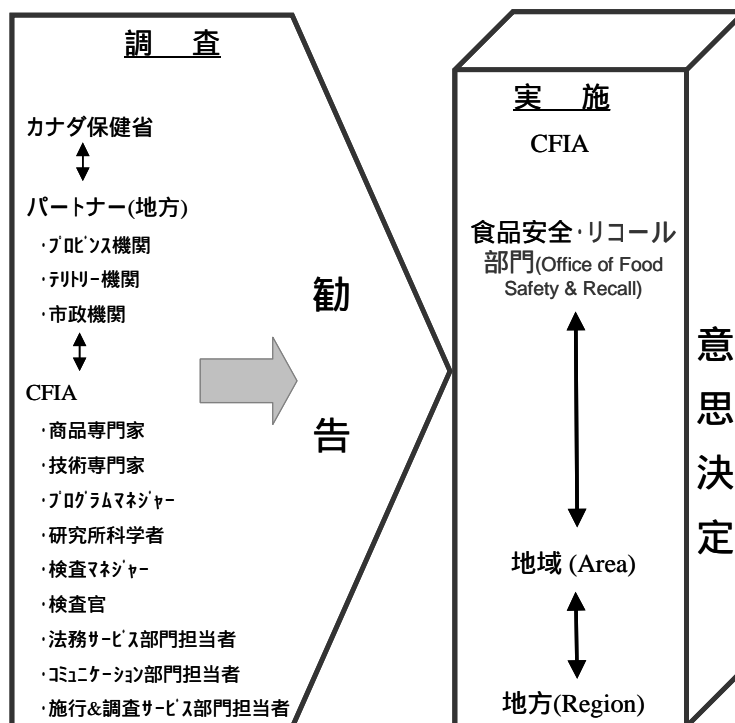 調　査
カナダ保健省
パートナー(地方)
･ﾌﾟﾛﾋﾞﾝｽ機関
･ﾃﾘﾄﾘｰ機関
･市政機関
CFIA
･商品専門家
･技術専門家
･ﾌﾟﾛｸﾞﾗﾑﾏﾈｼﾞｬｰ
･研究所科学者
･検査ﾏﾈｼﾞｬｰ
･検査官
･法務ｻｰﾋﾞｽ部門担当者
･ｺﾐｭﾆｹｰｼｮﾝ部門担当者
･施行&調査ｻｰﾋﾞｽ部門担当者
勧
告
実　施
CFIA
食品安全･リコール
部門(Office of Food
Safety & Recall)
地域 (Area)
地方(Region)
意
思
決
定